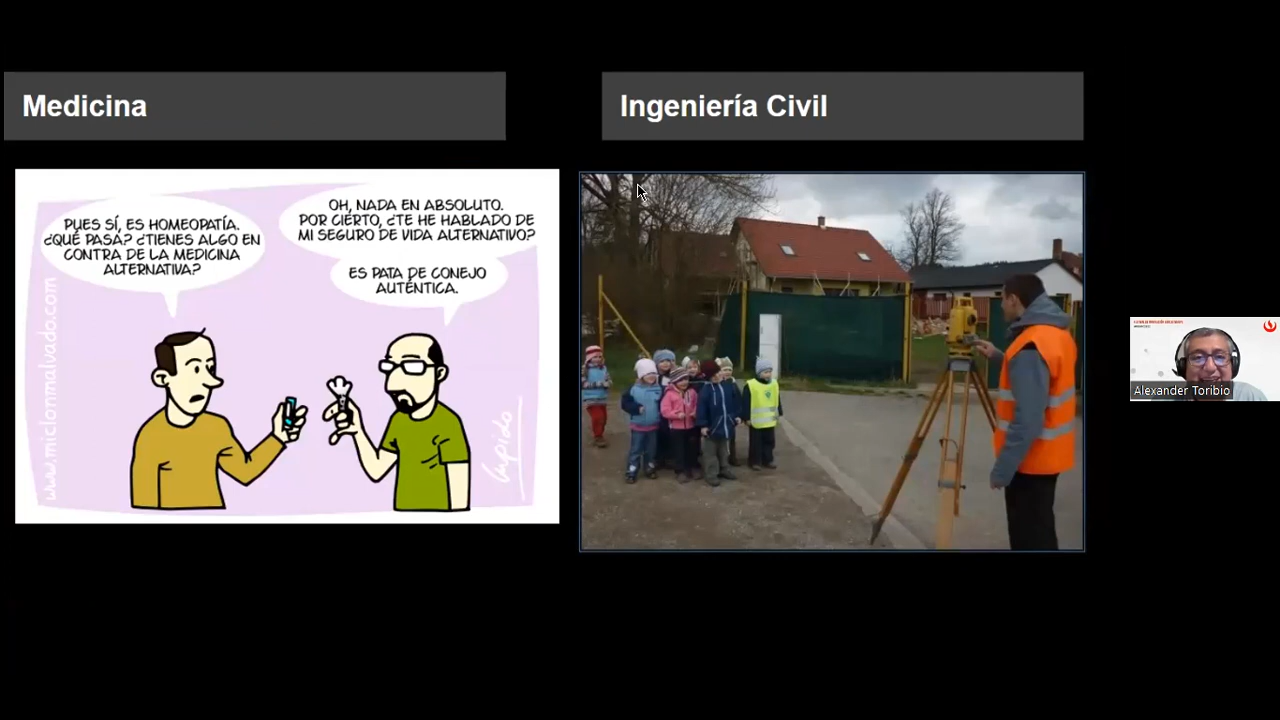 Medicina
Ingeniería Civil
PUES SÍ, ES HOMEOPATÍA.
¿QUÉ PASA? ¿TIENES ALGO EN
CONTRA DE LA MEDICINA
ALTERNATIVA?
OH, NADA EN ABSOLUTO.
POR CIERTO, ¿TE HE HABLADO DE
MI SEGURO DE VIDA ALTERNATIVO?
ES PATA DE CONEJO
AUTÉNTICA.
www.miclonmalvado.com
Alexander Toribio